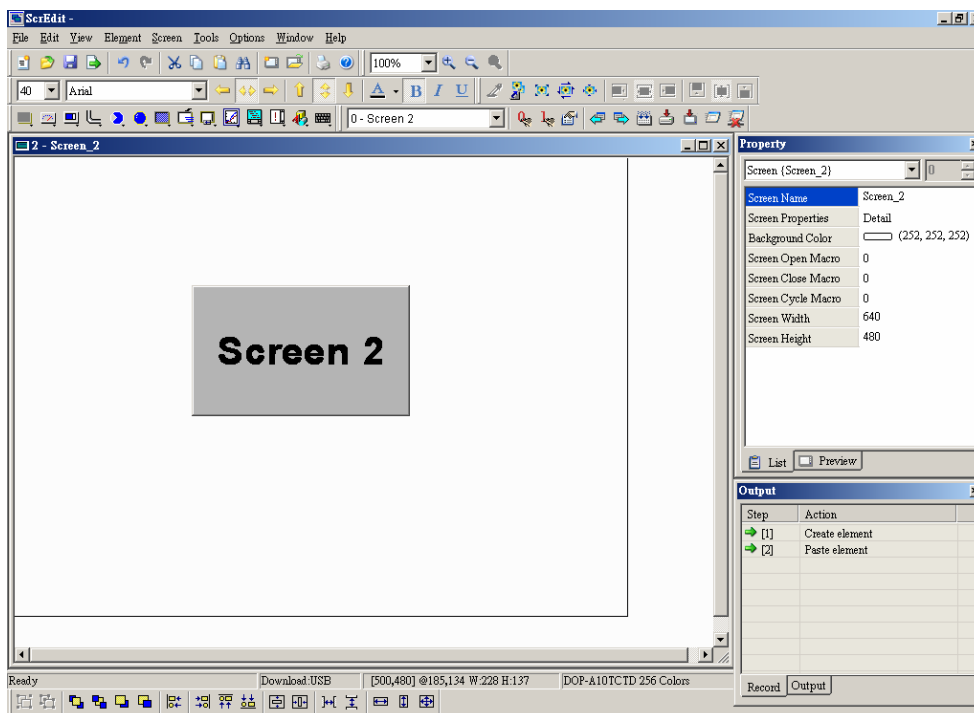 ScrEdit -
File Edit View Element Screen Tools Options Window Help
100%
40 Arial
A B I U
0 - Screen 2
2 - Screen_2
Screen 2
Property
Screen {Screen_2} 0
Screen Name Screen_2
Screen Properties Detail
Background Color (252, 252, 252)
Screen Open Macro 0
Screen Close Macro 0
Screen Cycle Macro 0
Screen Width 640
Screen Height 480
List Preview
Output
Step Action
[1] Create element
[2] Paste element
Record Output
Ready Download:USB [500,480] @185,134 W:228 H:137 DOP-A10TCTD 256 Colors